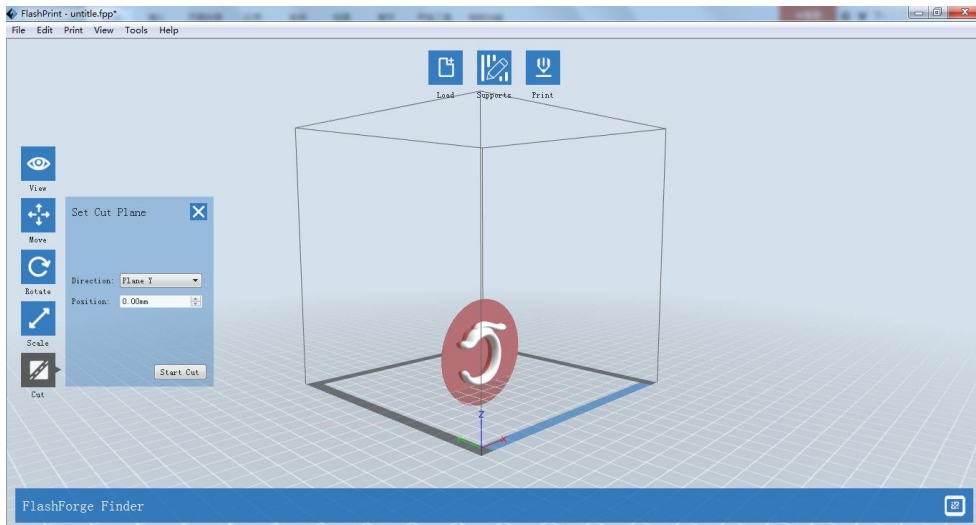 FlashPrint - untitle.fpp*
File Edit Print View Tools Help
Load Supports Print
View
Move
Rotate
Scale
Cut
Set Cut Plane
Direction: Plane Y
Position: 0.00mm
Start Cut
Z
X
FlashForge Finder